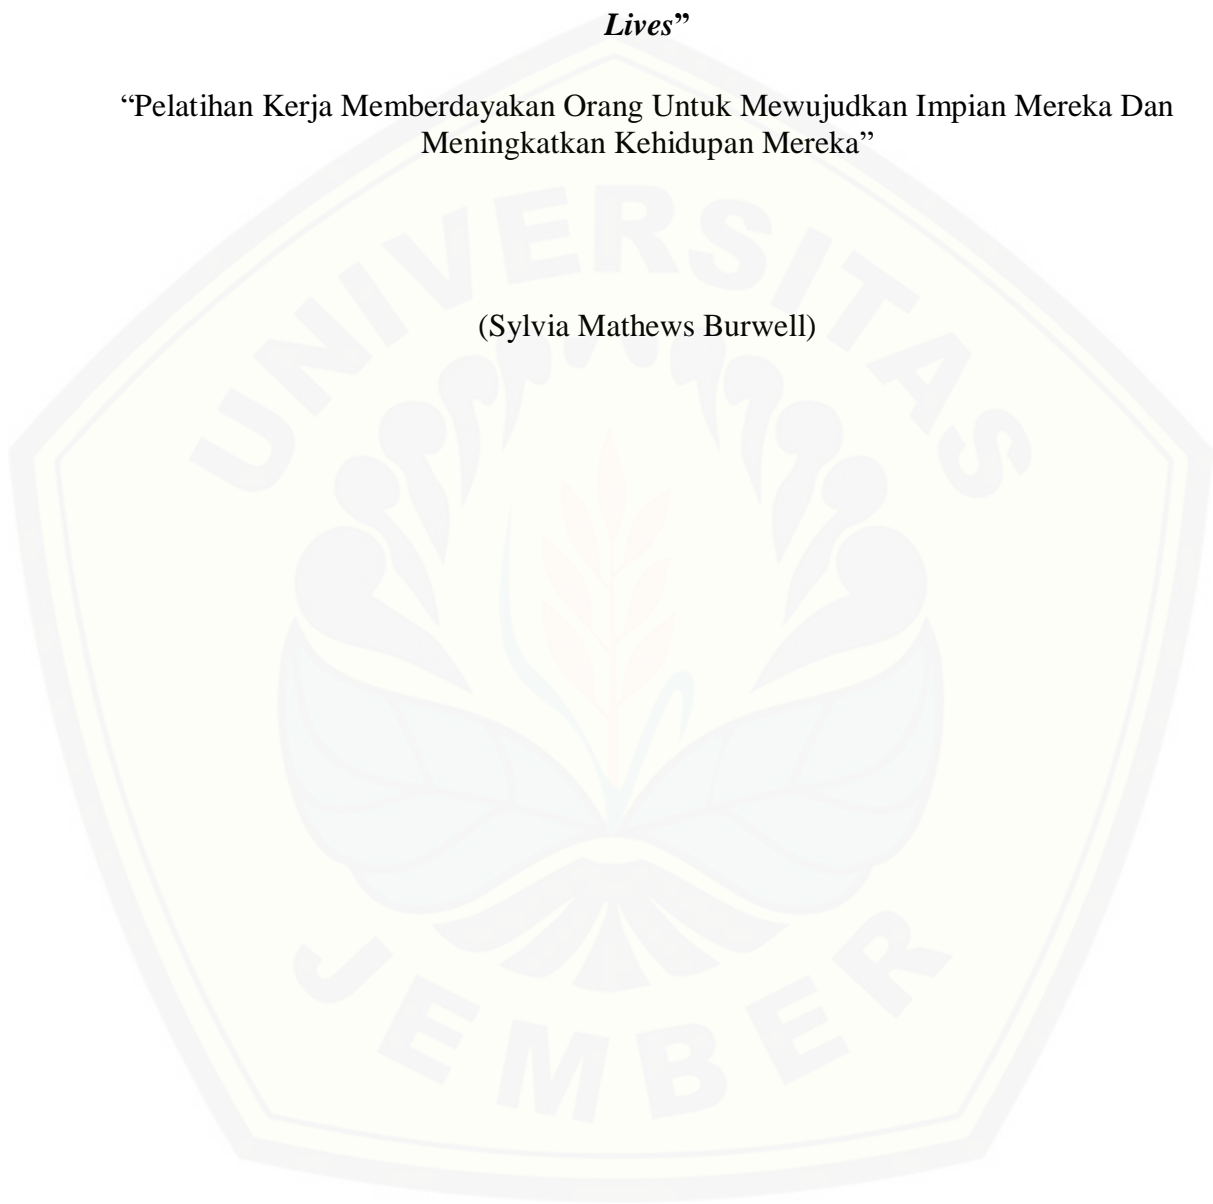 Lives”
“Pelatihan Kerja Memberdayakan Orang Untuk Mewujudkan Impian Mereka Dan
Meningkatkan Kehidupan Mereka”
(Sylvia Mathews Burwell)
UNIVERSITAS
JEMBER